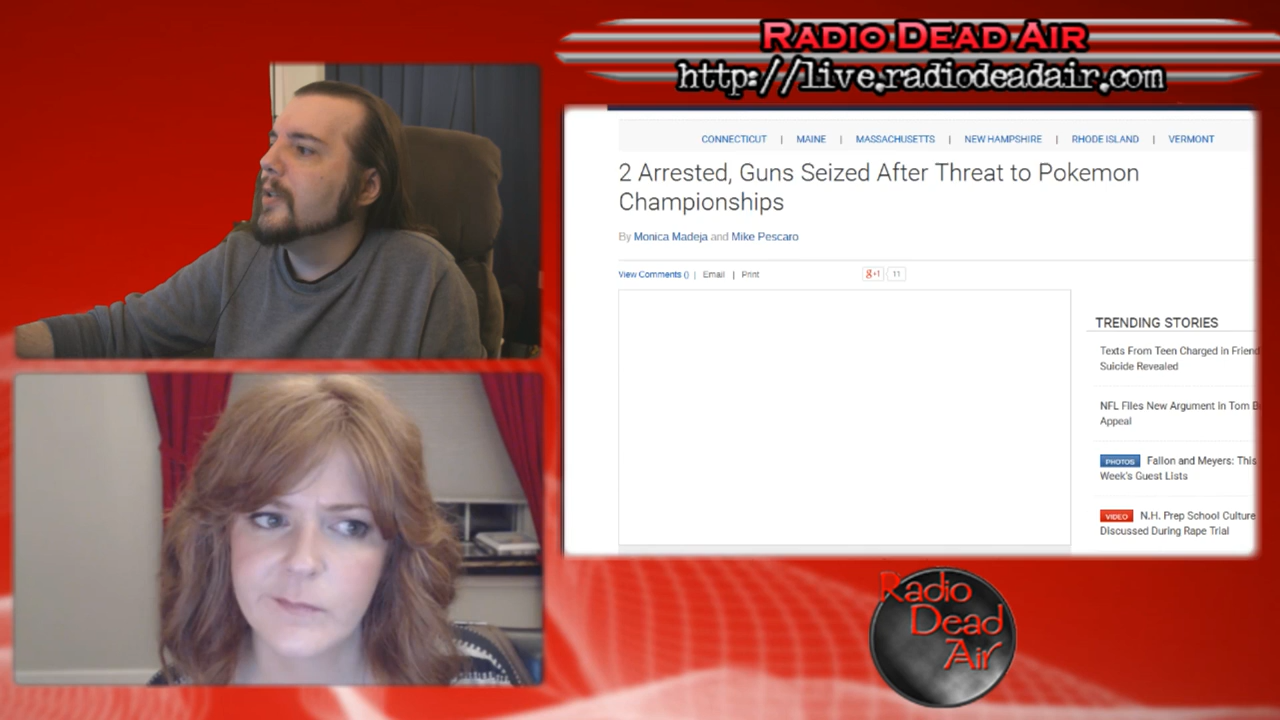 RADIO DEAD AIR
http://live.radiodeadair.com
CONNECTICUT | MAINE | MASSACHUSETTS | NEW HAMPSHIRE | RHODE ISLAND | VERMONT
2 Arrested, Guns Seized After Threat to Pokemon
Championships
By Monica Madeja and Mike Pescaro
View Comments () | Email | Print
g+1 11
TRENDING STORIES
Texts From Teen Charged in Friend
Suicide Revealed
NFL Files New Argument in Tom B
Appeal
PHOTOS Fallon and Meyers: This
Week's Guest Lists
VIDEO N.H. Prep School Culture
Discussed During Rape Trial
Radio
Dead
Air